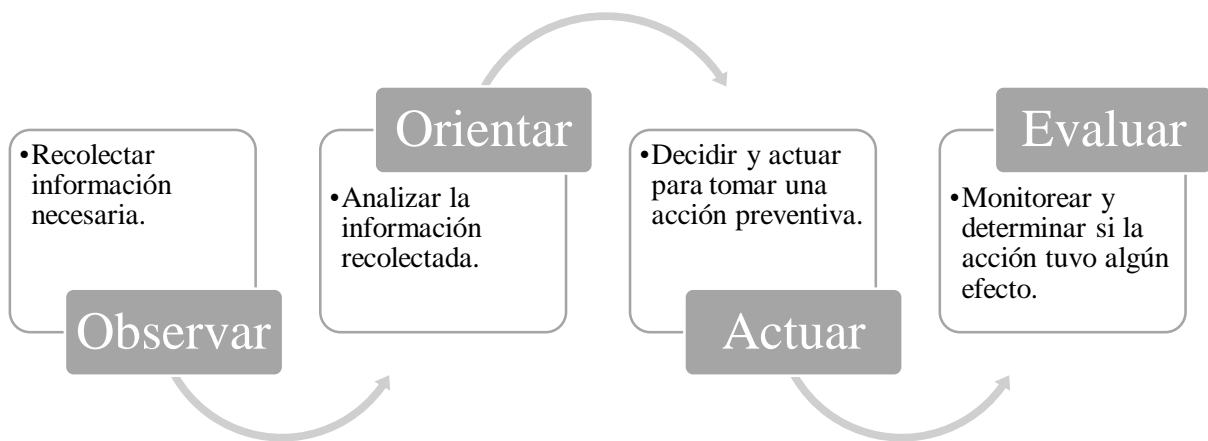 •Recolectar
información
necesaria.
Observar
Orientar
•Analizar la
información
recolectada.
•Decidir y actuar
para tomar una
acción preventiva.
Actuar
Evaluar
•Monitorear y
determinar si la
acción tuvo algún
efecto.